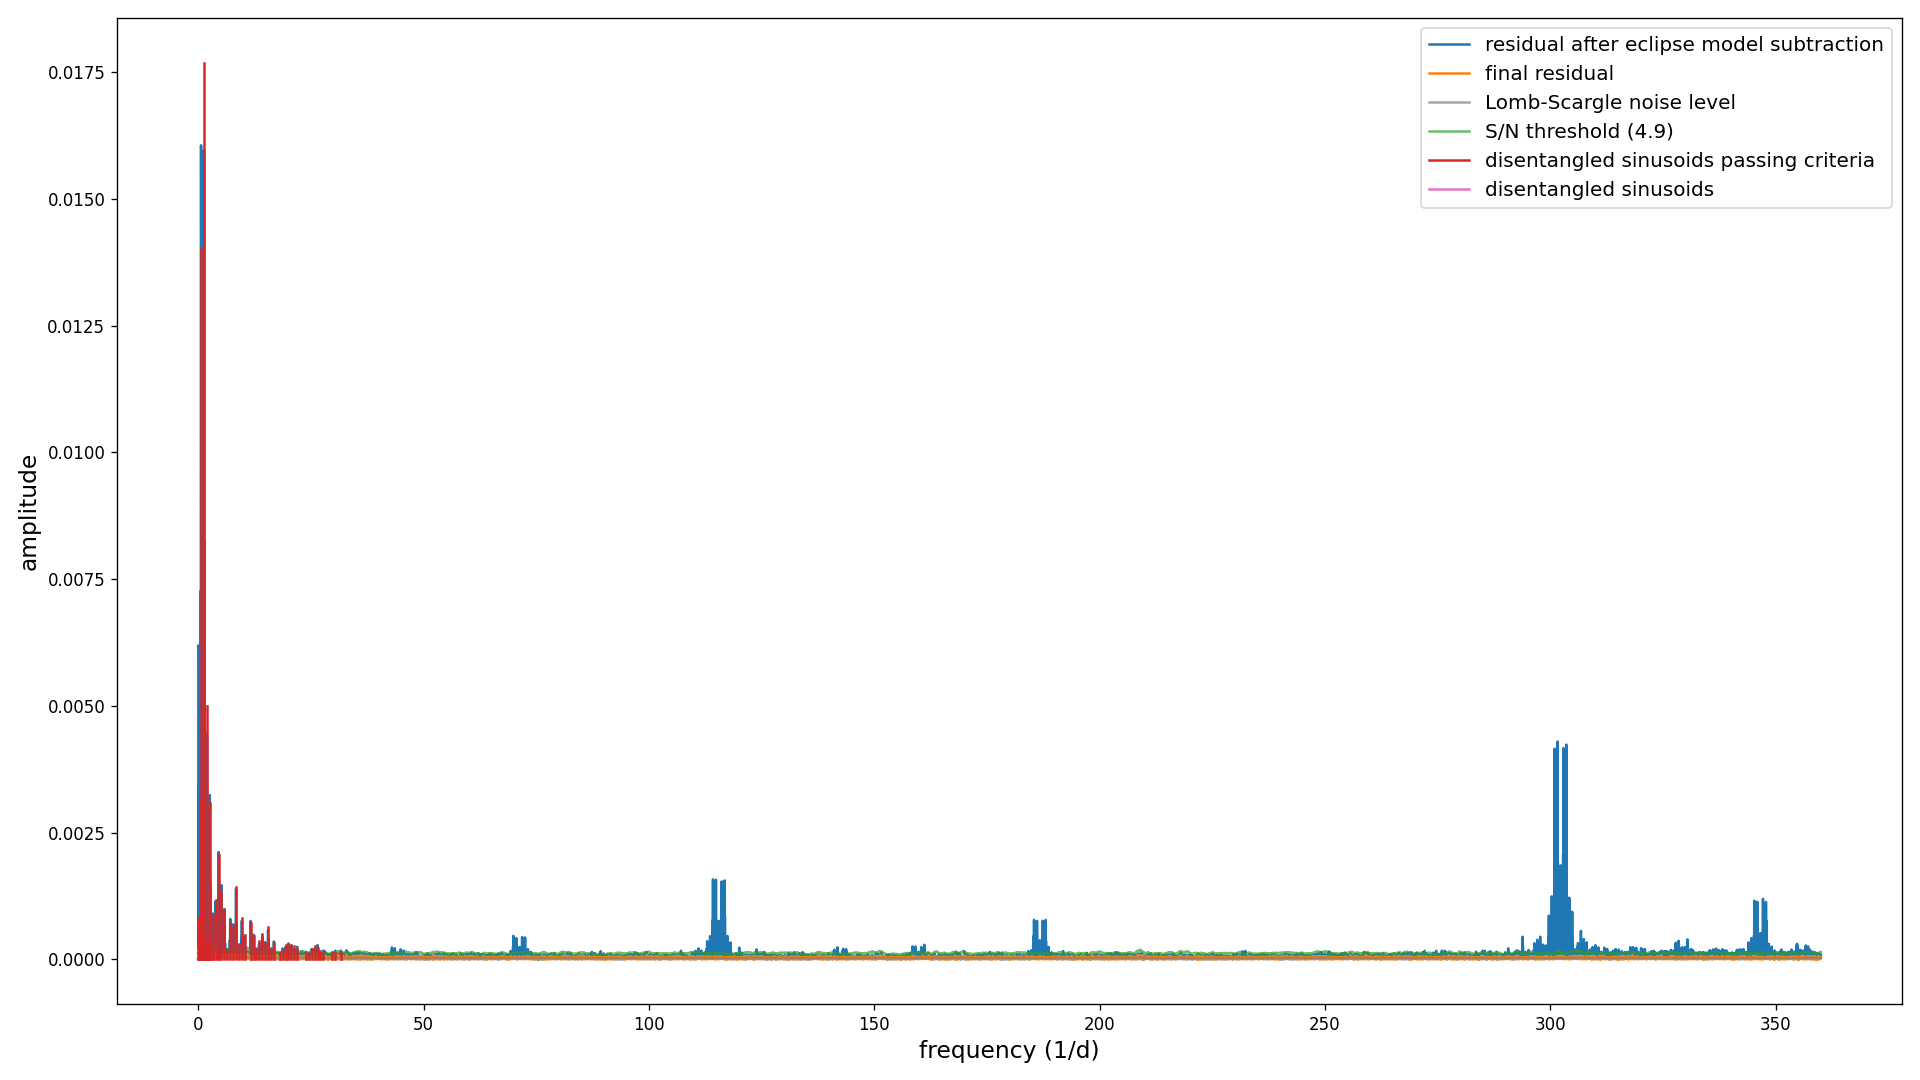 residual after eclipse model subtraction
final residual
Lomb-Scargle noise level
S/N threshold (4.9)
disentangled sinusoids passing criteria
disentangled sinusoids
0.0175
0.0150
0.0125
0.0100
0.0075
0.0050
0.0025
0.0000
amplitude
0 50 100 150 200 250 300 350
frequency (1/d)